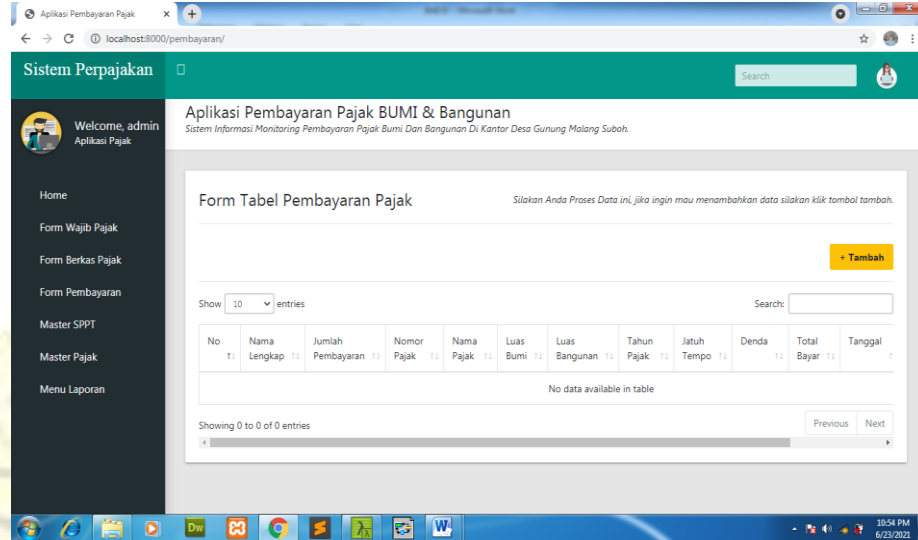 Aplikasi Pembayaran Pajak
localhost:8000/pembayaran/
Sistem Perpajakan
Search
Welcome, admin
Aplikasi Pajak
Aplikasi Pembayaran Pajak BUMI & Bangunan
Sistem Informasi Monitoring Pembayaran Pajak Bumi Dan Bangunan Di Kantor Desa Gunung Malang Suboh.
Home
Form Wajib Pajak
Form Berkas Pajak
Form Pembayaran
Master SPPT
Master Pajak
Menu Laporan
Form Tabel Pembayaran Pajak
Silakan Anda Proses Data ini, jika ingin mau menambahkan data silakan klik tombol tambah.
+ Tambah
Show 10 entries
Search:
No Nama Lengkap Jumlah Pembayaran Nomor Pajak Nama Pajak Luas Bumi Luas Bangunan Tahun Pajak Jatuh Tempo Denda Total Bayar Tanggal
No data available in table
Showing 0 to 0 of 0 entries
Previous Next
Dw
10:54 PM
6/23/2021